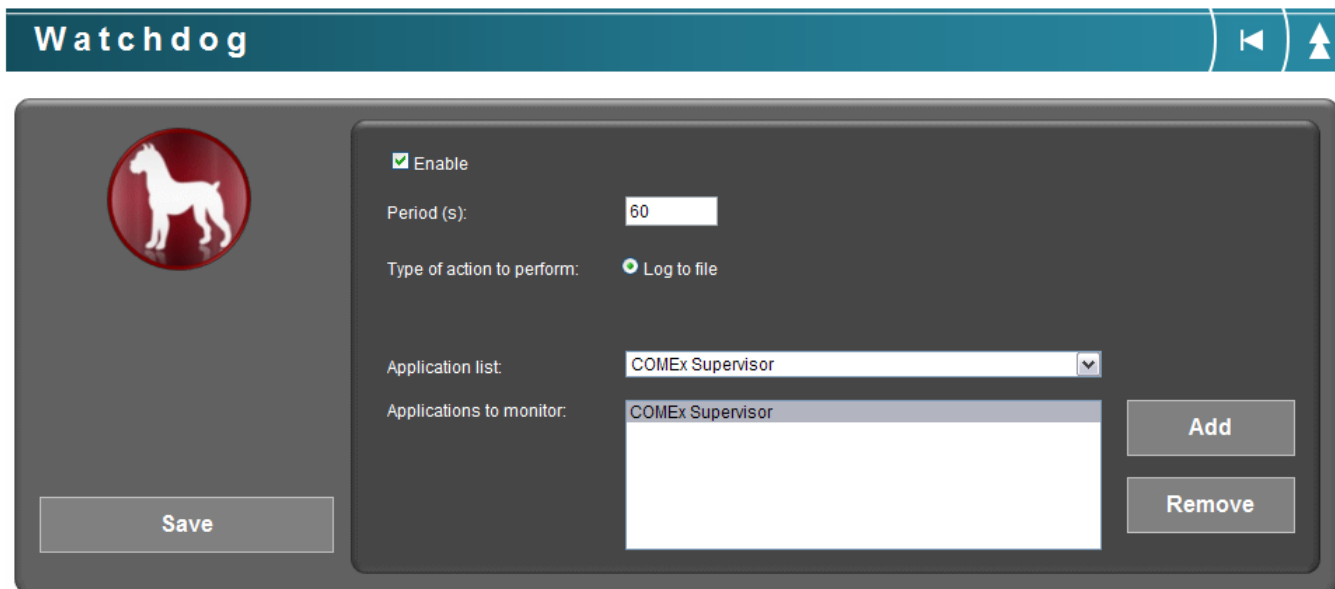 Watchdog
Enable
Period (s): 60
Type of action to perform: Log to file
Application list: COMEx Supervisor
Applications to monitor: COMEx Supervisor
Add
Remove
Save